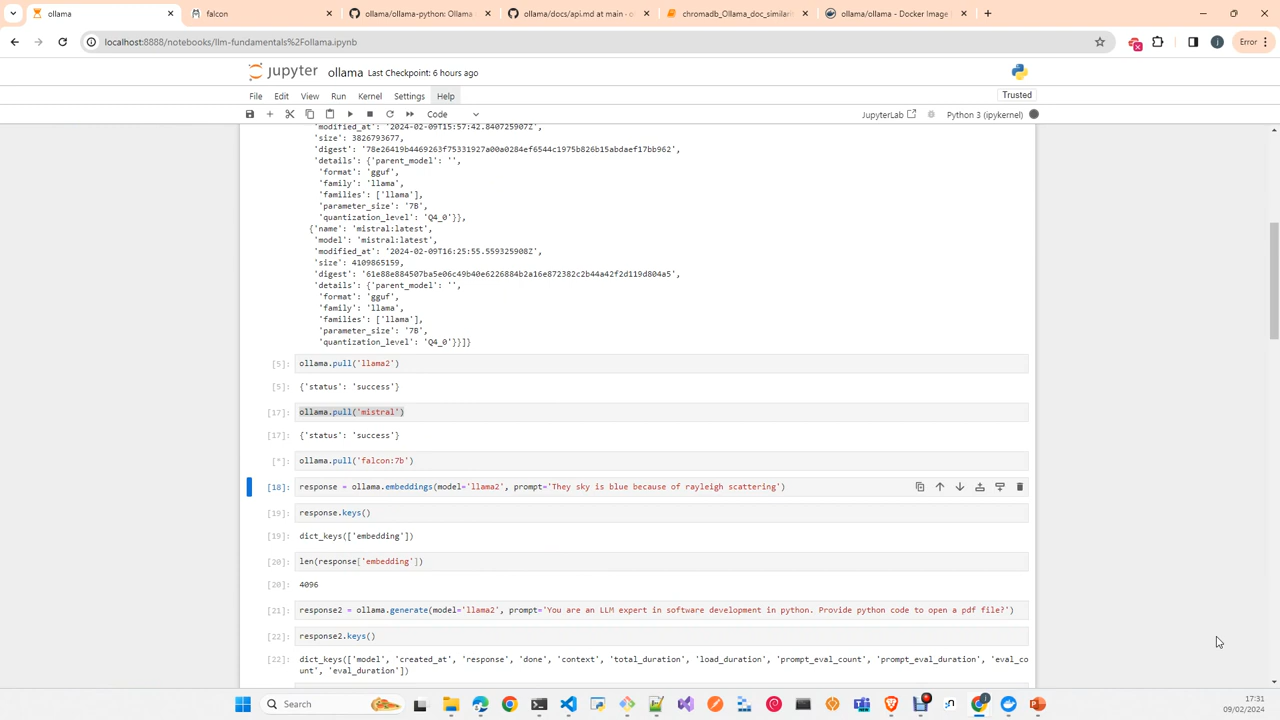 ollama
falcon
ollama/ollama-python: Ollama
ollama/docs/api.md at main · o
chromadb_Ollama_doc_similari
ollama/ollama - Docker Image
localhost:8888/notebooks/llm-fundamentals%2Follama.ipynb
Error
jupyter ollama Last Checkpoint: 6 hours ago
File Edit View Run Kernel Settings Help
Trusted
Code
JupyterLab
Python 3 (ipykernel)
'modified_at': '2024-02-09T15:57:42.840725907Z',
'size': 3826793677,
'digest': '78e26419b4469263f75331927a00a0284ef6544c1975b826b15abdaef17bb962',
'details': {'parent_model': '',
'format': 'gguf',
'family': 'llama',
'families': ['llama'],
'parameter_size': '7B',
'quantization_level': 'Q4_0'}},
{'name': 'mistral:latest',
'model': 'mistral:latest',
'modified_at': '2024-02-09T16:25:55.559325908Z',
'size': 4109865159,
'digest': '61e88e884507ba5e06c49b40e6226884b2a16e872382c2b44a42f2d119d804a5',
'details': {'parent_model': '',
'format': 'gguf',
'family': 'llama',
'families': ['llama'],
'parameter_size': '7B',
'quantization_level': 'Q4_0'}}]}
[5]: ollama.pull('llama2')
[5]: {'status': 'success'}
[17]: ollama.pull('mistral')
[17]: {'status': 'success'}
[*]: ollama.pull('falcon:7b')
[18]: response = ollama.embeddings(model='llama2', prompt='They sky is blue because of rayleigh scattering')
[19]: response.keys()
[19]: dict_keys(['embedding'])
[20]: len(response['embedding'])
[20]: 4096
[21]: response2 = ollama.generate(model='llama2', prompt='You are an LLM expert in software development in python. Provide python code to open a pdf file?')
[22]: response2.keys()
[22]: dict_keys(['model', 'created_at', 'response', 'done', 'context', 'total_duration', 'load_duration', 'prompt_eval_count', 'prompt_eval_duration', 'eval_co
unt', 'eval_duration'])
Search
17:31
09/02/2024